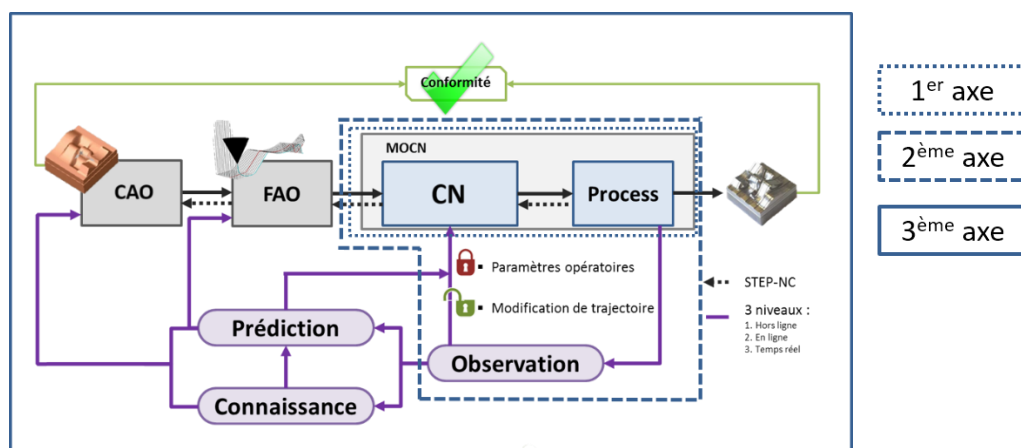 Conformité
1er axe
MOCN
2ème axe
CAO
FAO
CN
Process
3ème axe
▪ Paramètres opératoires
▪ Modification de trajectoire
STEP-NC
3 niveaux :
1. Hors ligne
2. En ligne
3. Temps réel
Prédiction
Observation
Connaissance